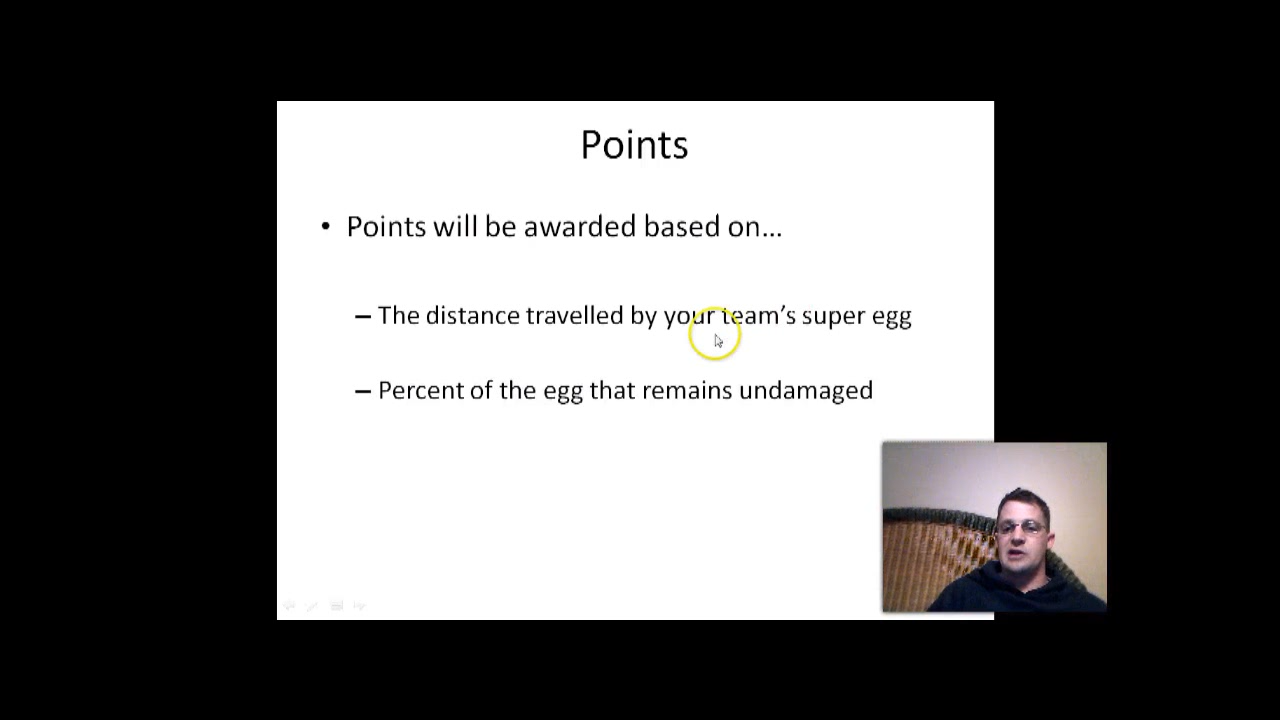 Points
• Points will be awarded based on...
– The distance travelled by your team's super egg
– Percent of the egg that remains undamaged